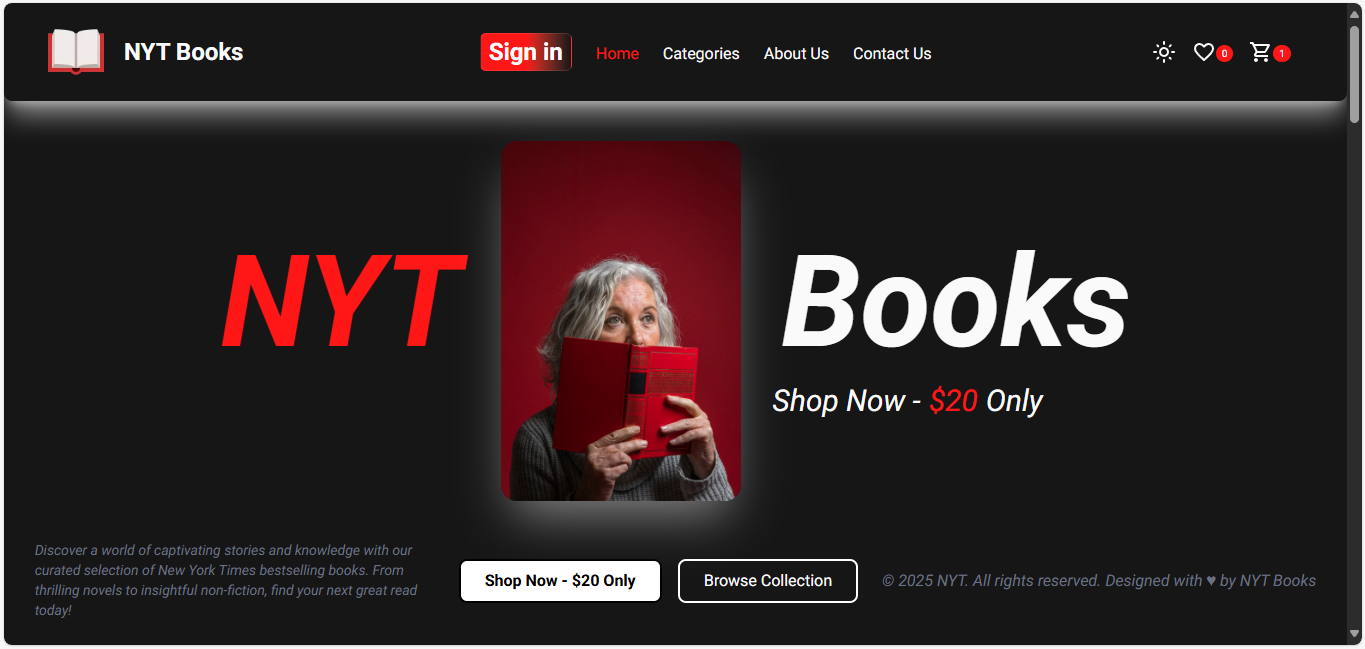 NYT Books
Sign in
Home
Categories
About Us
Contact Us
0
1
NYT
Books
Shop Now - $20 Only
Discover a world of captivating stories and knowledge with our
curated selection of New York Times bestselling books. From
thrilling novels to insightful non-fiction, find your next great read
today!
Shop Now - $20 Only
Browse Collection
© 2025 NYT. All rights reserved. Designed with ♥ by NYT Books